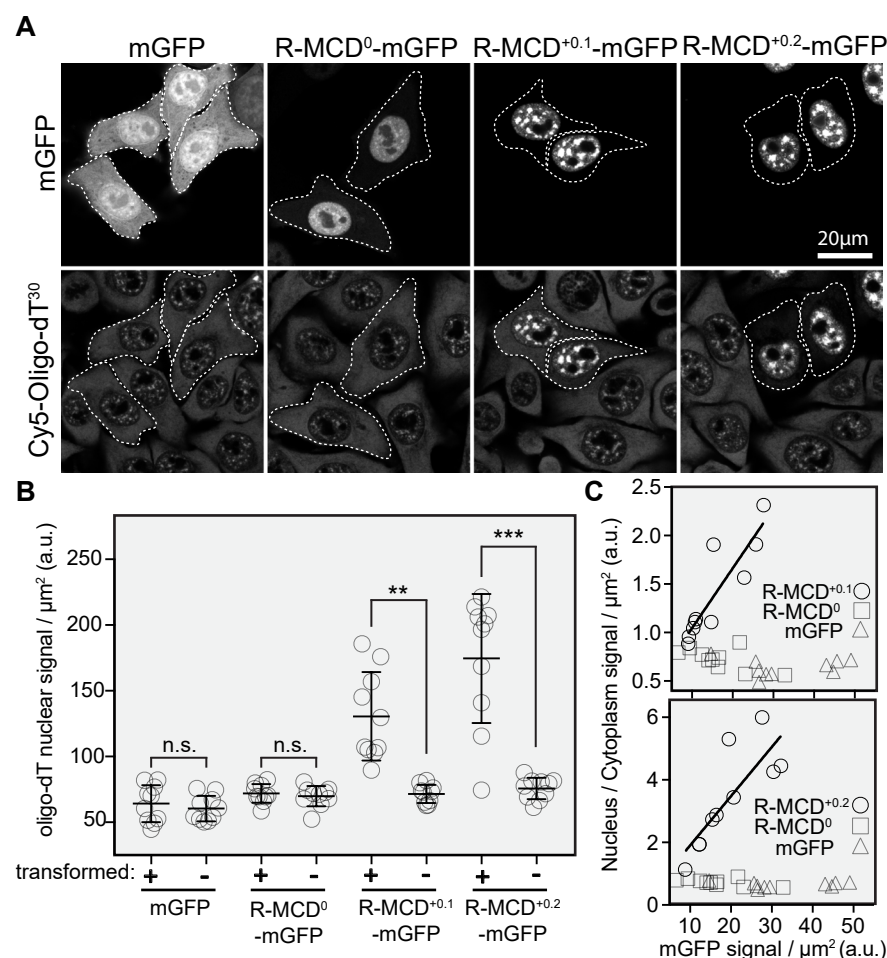 A
mGFP R-MCD⁰-mGFP R-MCD⁺⁰·¹-mGFP R-MCD⁺⁰·²-mGFP
mGFP
20µm
Cy5-Oligo-dT³⁰
B
oligo-dT nuclear signal / µm² (a.u.)
250
200
150
100
50
n.s.
n.s.
**
***
transformed: + - + - + - + -
mGFP R-MCD⁰ R-MCD⁺⁰·¹ R-MCD⁺⁰·²
-mGFP -mGFP -mGFP
C
Nucleus / Cytoplasm signal / µm² (a.u.)
2.5
2.0
1.5
1.0
0.5
R-MCD⁺⁰·¹
R-MCD⁰
mGFP
6
4
2
0
R-MCD⁺⁰·²
R-MCD⁰
mGFP
10 20 30 40 50
mGFP signal / µm² (a.u.)